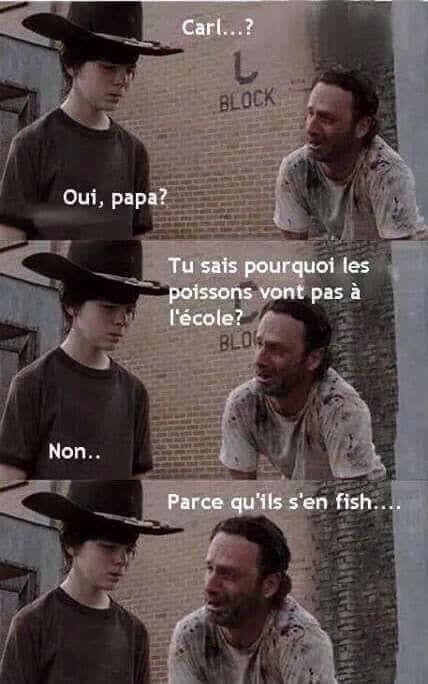 Carl...?
L
BLOCK
Oui, papa?
Tu sais pourquoi les
poissons vont pas à
l'école?
BLO
Non..
Parce qu'ils s'en fish....